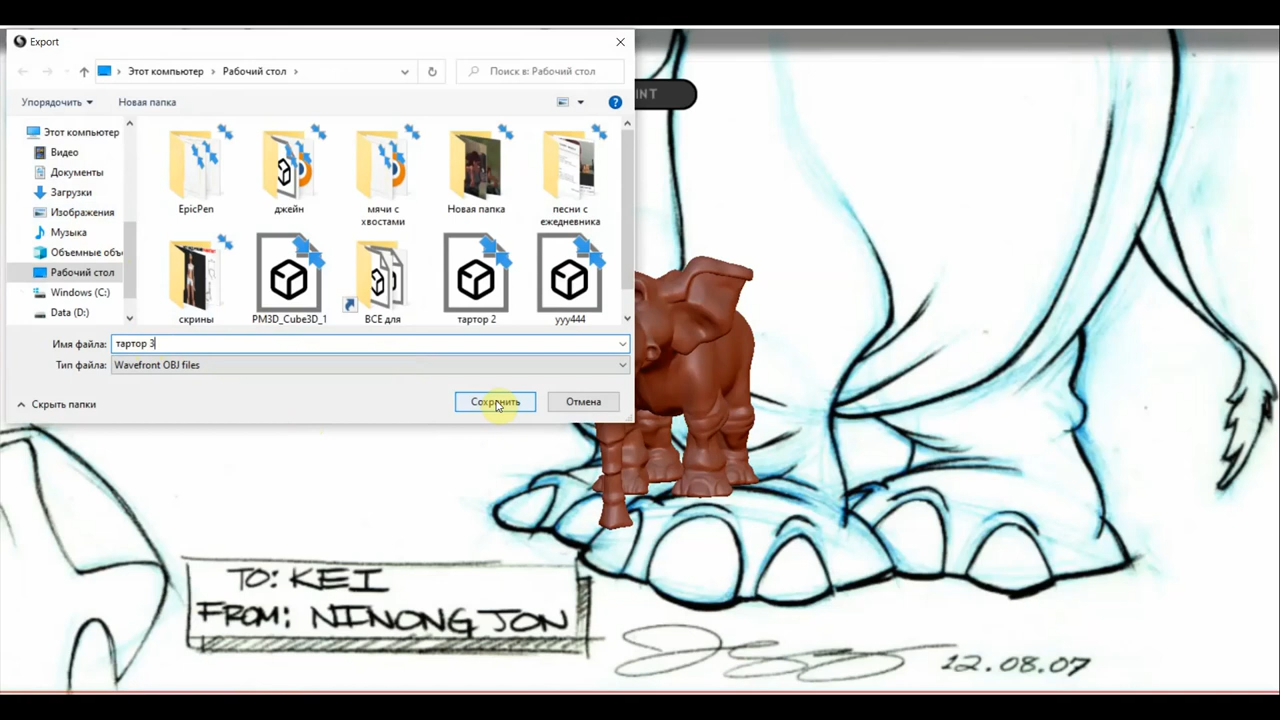 Export
Этот компьютер
Рабочий стол
Поиск в: Рабочий стол
Упорядочить
Новая папка
Этот компьютер
Видео
Документы
Загрузки
Изображения
Музыка
Объемные объ
Рабочий стол
Windows (C:)
Data (D:)
EpicPen
джейн
мячи с
хвостами
Новая папка
песни с
ежедневника
скрины
PM3D_Cube3D_1
ВСЕ для
тартор 2
yyy444
Имя файла:
тартор 3
Тип файла:
Wavefront OBJ files
Скрыть папки
Сохранить
Отмена
INT
TO: KEI
FROM: NINONG JON
12.08.07